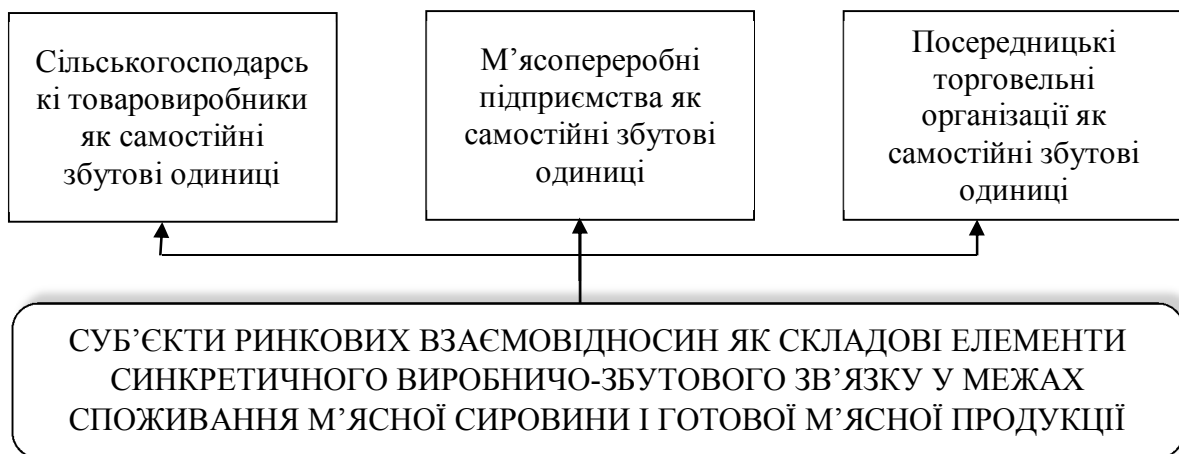 Сільськогосподарсь
кі товаровиробники
як самостійні
збутові одиниці
М’ясопереробні
підприємства як
самостійні збутові
одиниці
Посередницькі
торговельні
організації як
самостійні збутові
одиниці
СУБ’ЄКТИ РИНКОВИХ ВЗАЄМОВІДНОСИН ЯК СКЛАДОВІ ЕЛЕМЕНТИ
СИНКРЕТИЧНОГО ВИРОБНИЧО-ЗБУТОВОГО ЗВ’ЯЗКУ У МЕЖАХ
СПОЖИВАННЯ М’ЯСНОЇ СИРОВИНИ І ГОТОВОЇ М’ЯСНОЇ ПРОДУКЦІЇ